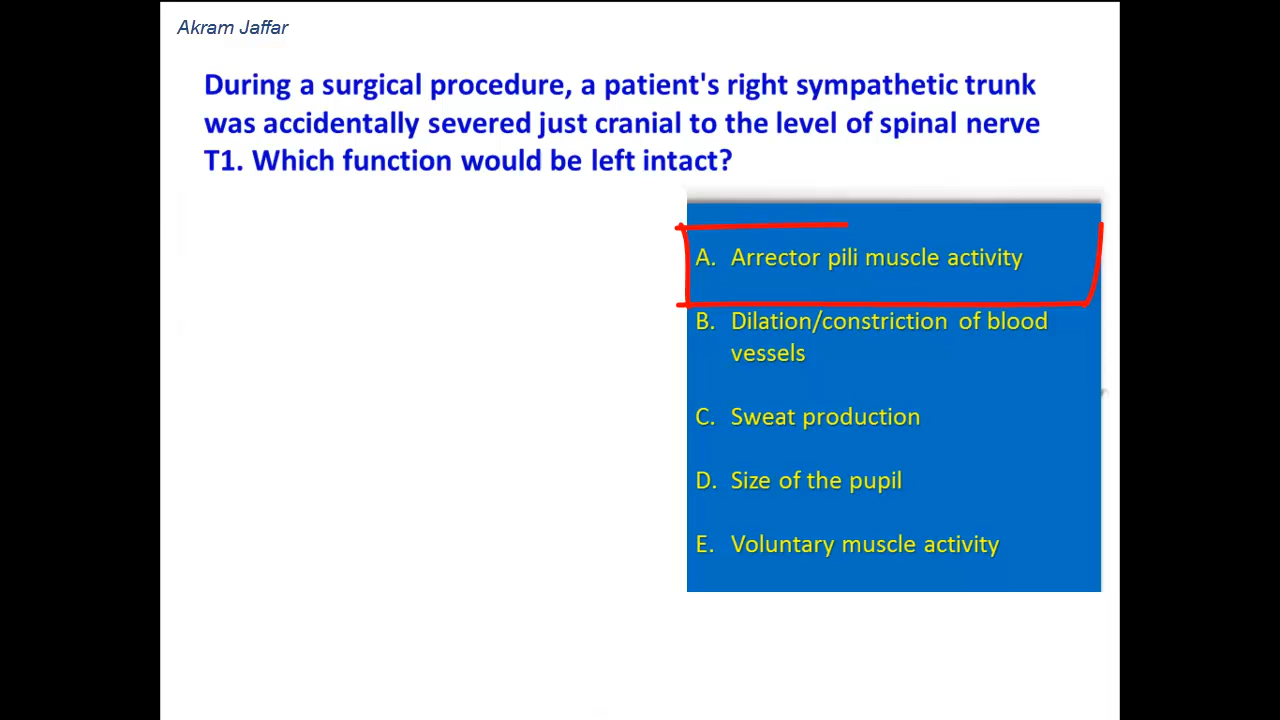 Akram Jaffar
During a surgical procedure, a patient's right sympathetic trunk
was accidentally severed just cranial to the level of spinal nerve
T1. Which function would be left intact?
A. Arrector pili muscle activity
B. Dilation/constriction of blood
vessels
C. Sweat production
D. Size of the pupil
E. Voluntary muscle activity